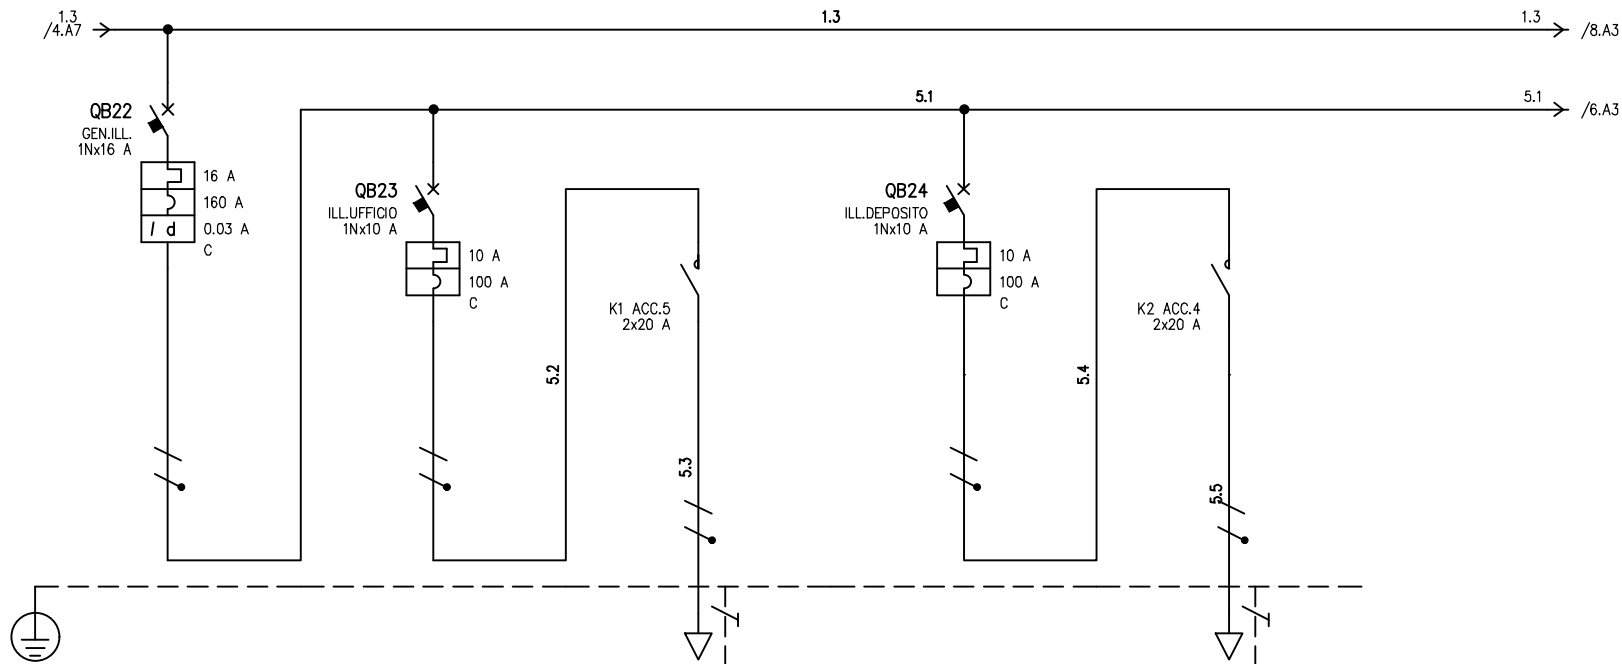 1.3
/4.A7
1.3
1.3
/8.A3
5.1
5.1
/6.A3
QB22
GEN.ILL.
1Nx16 A
16 A
160 A
I d
0.03 A
C
QB23
ILL.UFFICIO
1Nx10 A
10 A
100 A
C
5.2
K1 ACC.5
2x20 A
5.3
QB24
ILL.DEPOSITO
1Nx10 A
10 A
100 A
C
5.4
K2 ACC.4
2x20 A
5.5